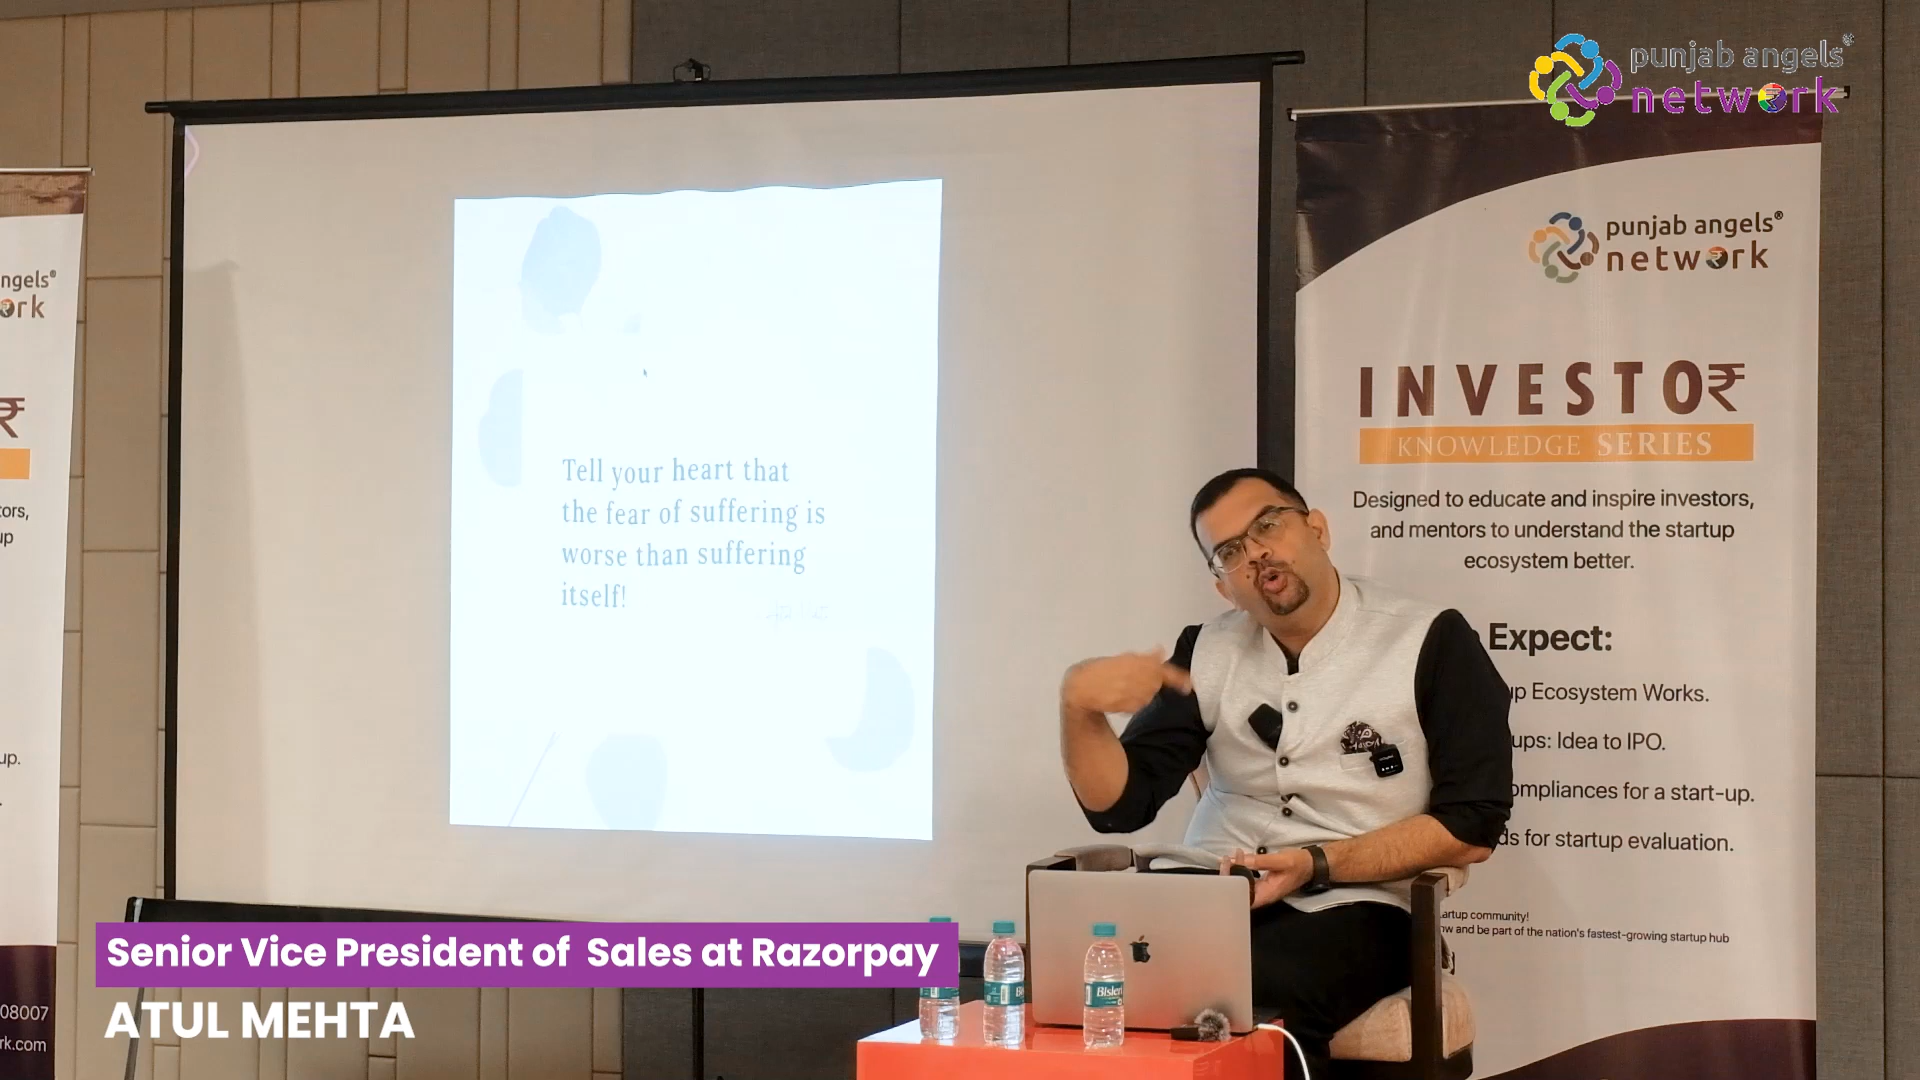 punjab angels®
network
punjab angels®
network
INVESTO₹
KNOWLEDGE SERIES
Designed to educate and inspire investors,
and mentors to understand the startup
ecosystem better.
Expect:
up Ecosystem Works.
ups: Idea to IPO.
ompliances for a start-up.
ds for startup evaluation.
artup community!
ow and be part of the nation's fastest-growing startup hub
Tell your heart that
the fear of suffering is
worse than suffering
itself!
ngels®
ork
₹
tors,
up
up.
08007
rk.com
Bisleri
Senior Vice President of Sales at Razorpay
ATUL MEHTA